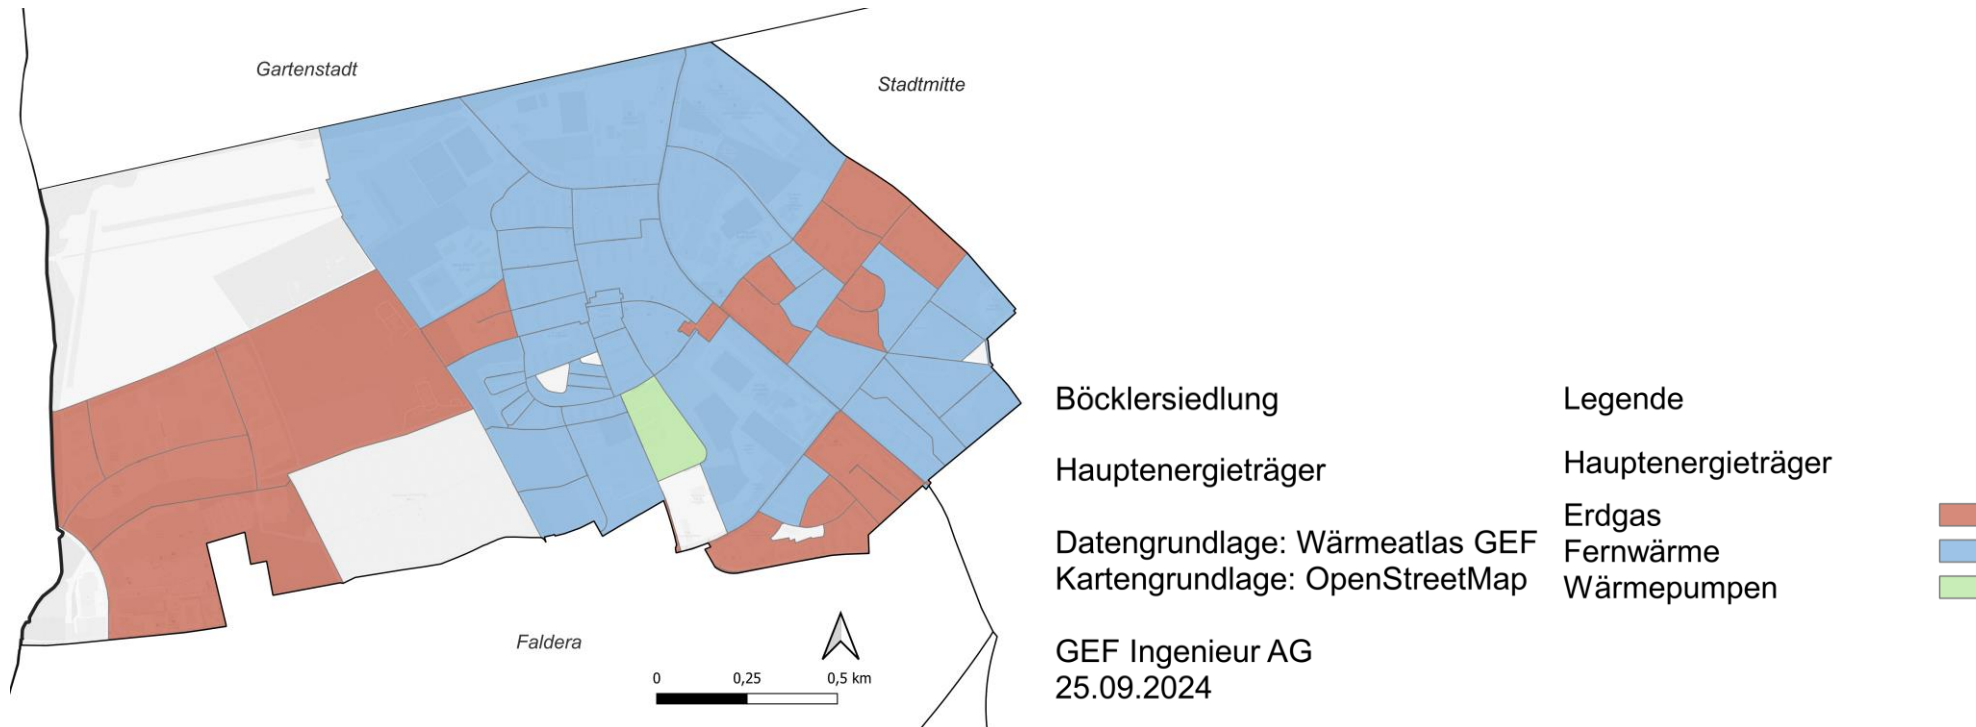 Gartenstadt
Stadtmitte
Faldera
0 0,25 0,5 km
Böcklersiedlung
Hauptenergieträger
Datengrundlage: Wärmeatlas GEF
Kartengrundlage: OpenStreetMap
GEF Ingenieur AG
25.09.2024
Legende
Hauptenergieträger
Erdgas
Fernwärme
Wärmepumpen